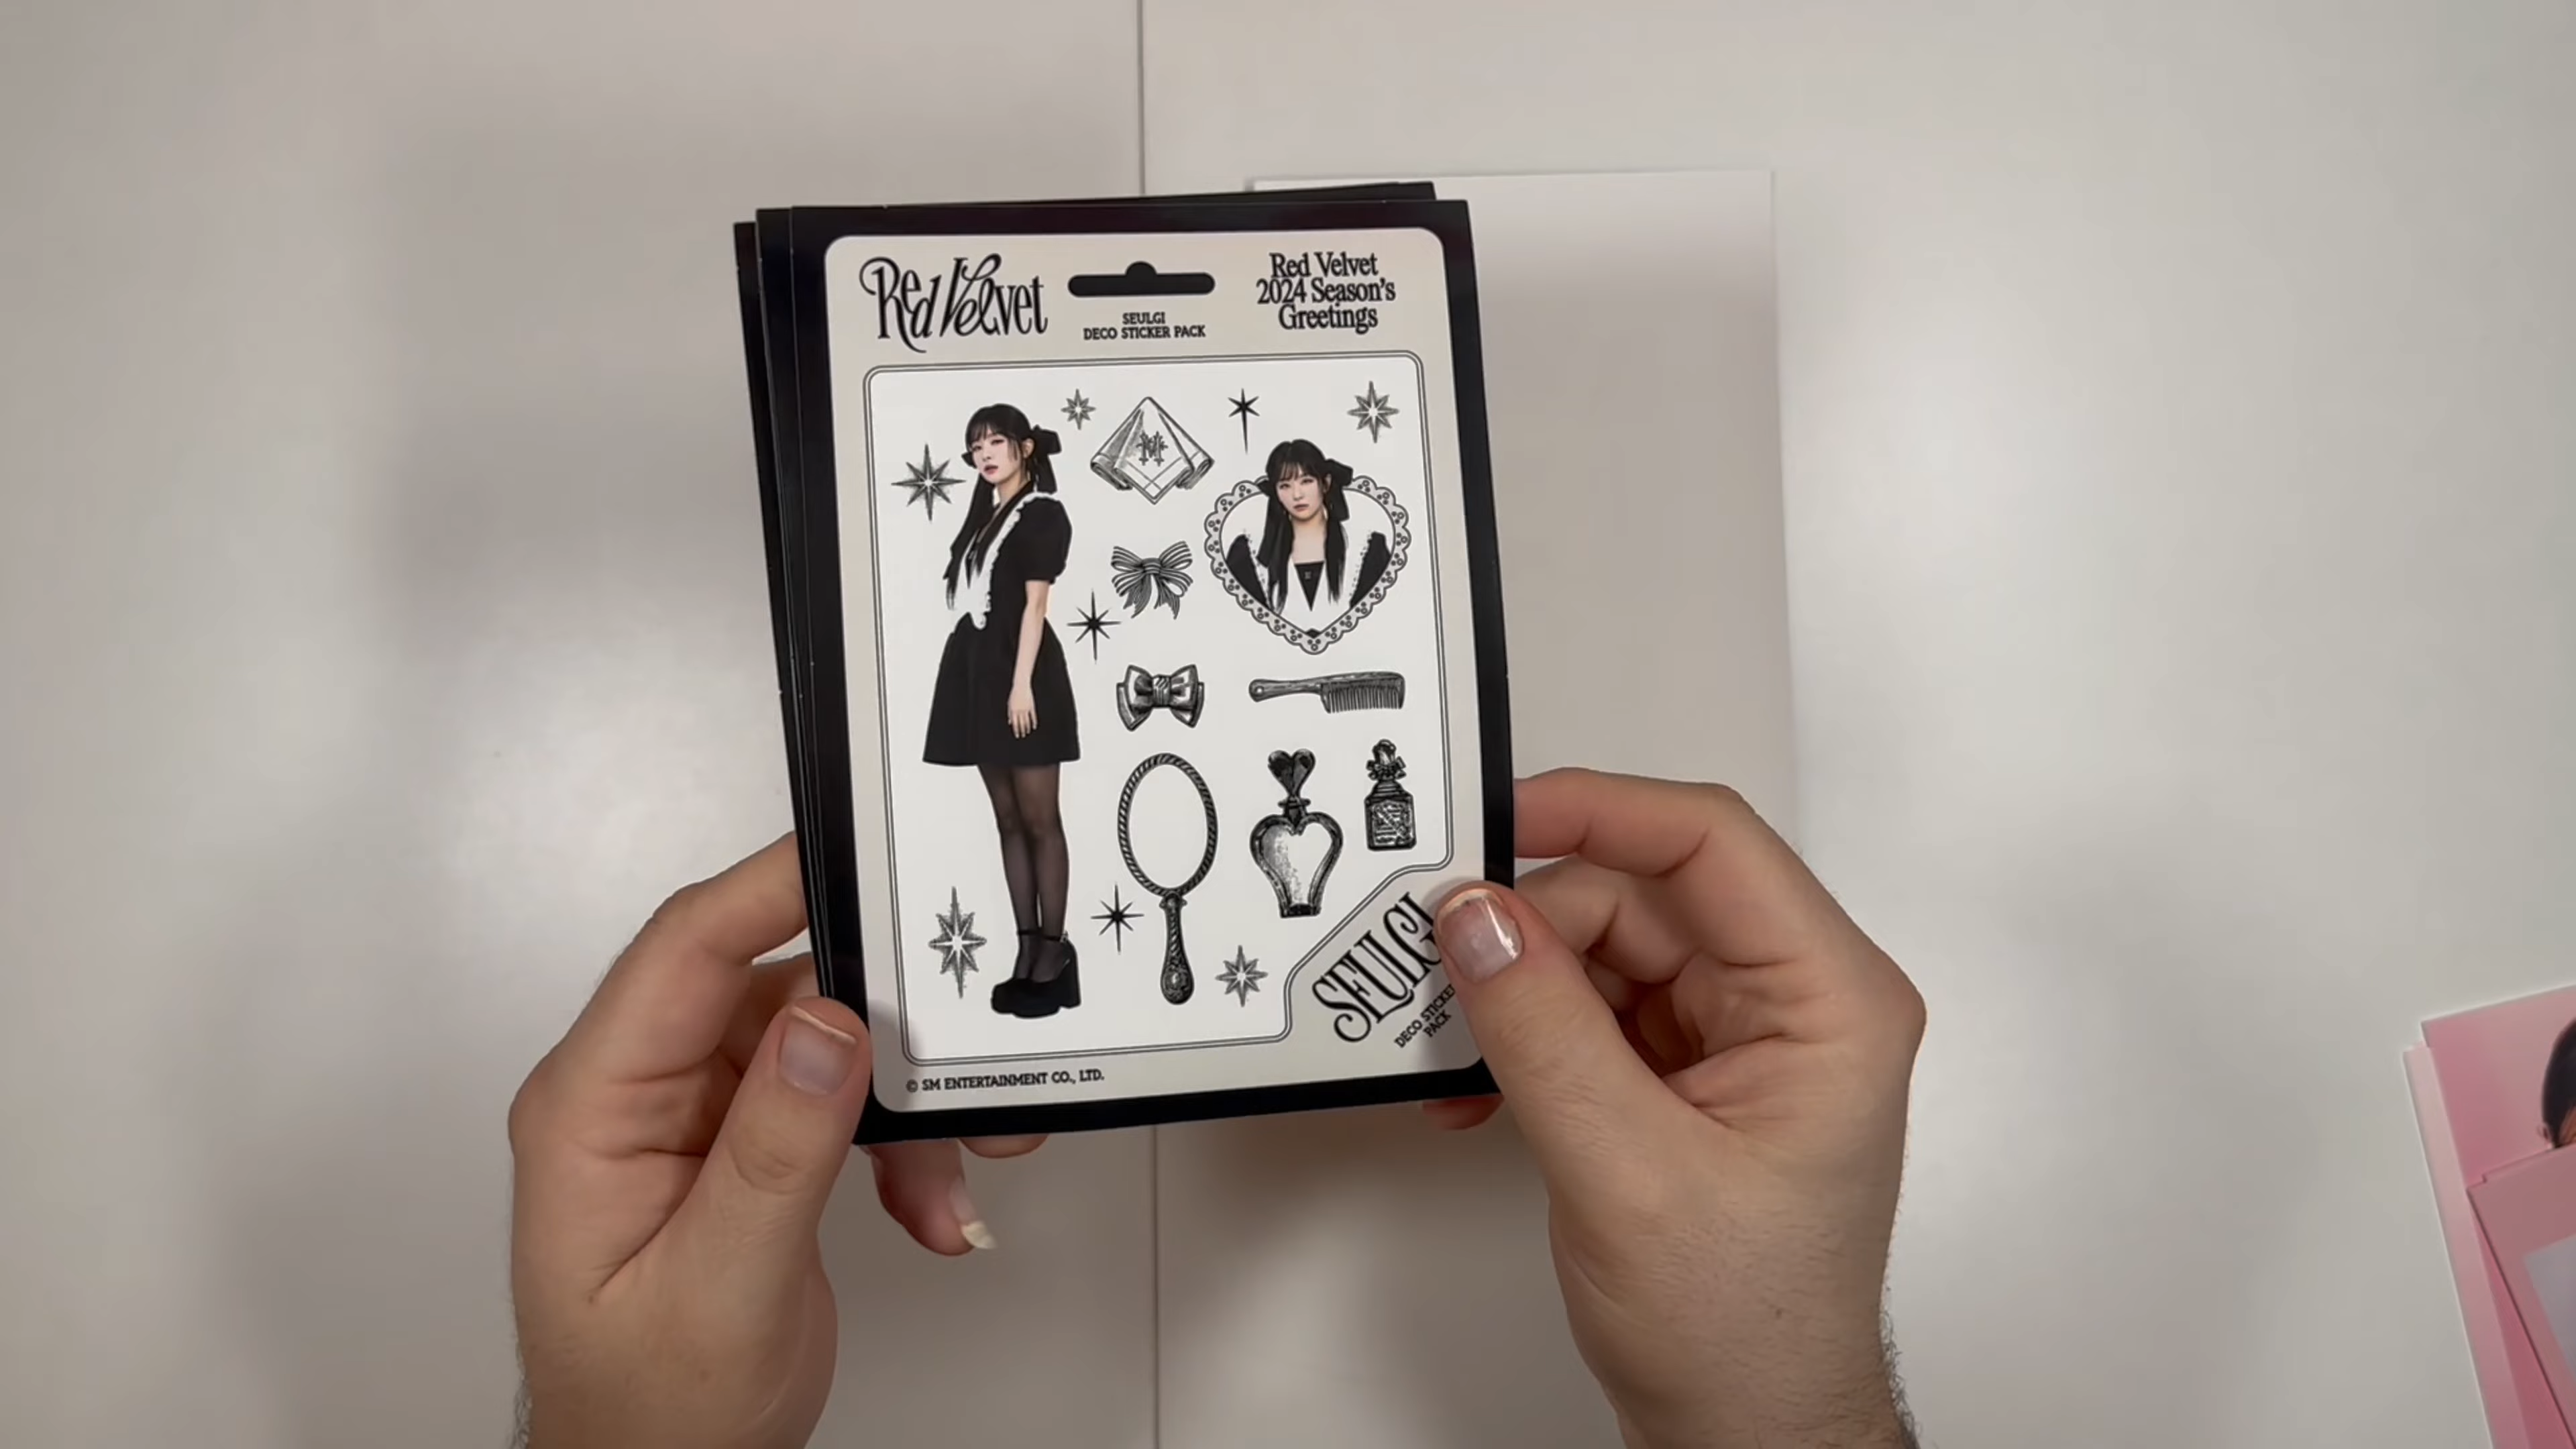 Red Velvet
SEULGI
DECO STICKER PACK
Red Velvet
2024 Season's
Greetings
M
SEULGI
DECO STICKER
PACK
© SM ENTERTAINMENT CO., LTD.